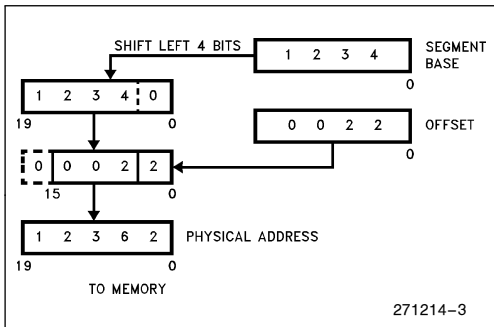 SHIFT LEFT 4 BITS
1 2 3 4
SEGMENT
BASE
0
1 2 3 4 0
19 0
0 0 2 2
OFFSET
0
0 0 0 2 2
15 0
1 2 3 6 2
PHYSICAL ADDRESS
19 0
TO MEMORY
271214–3